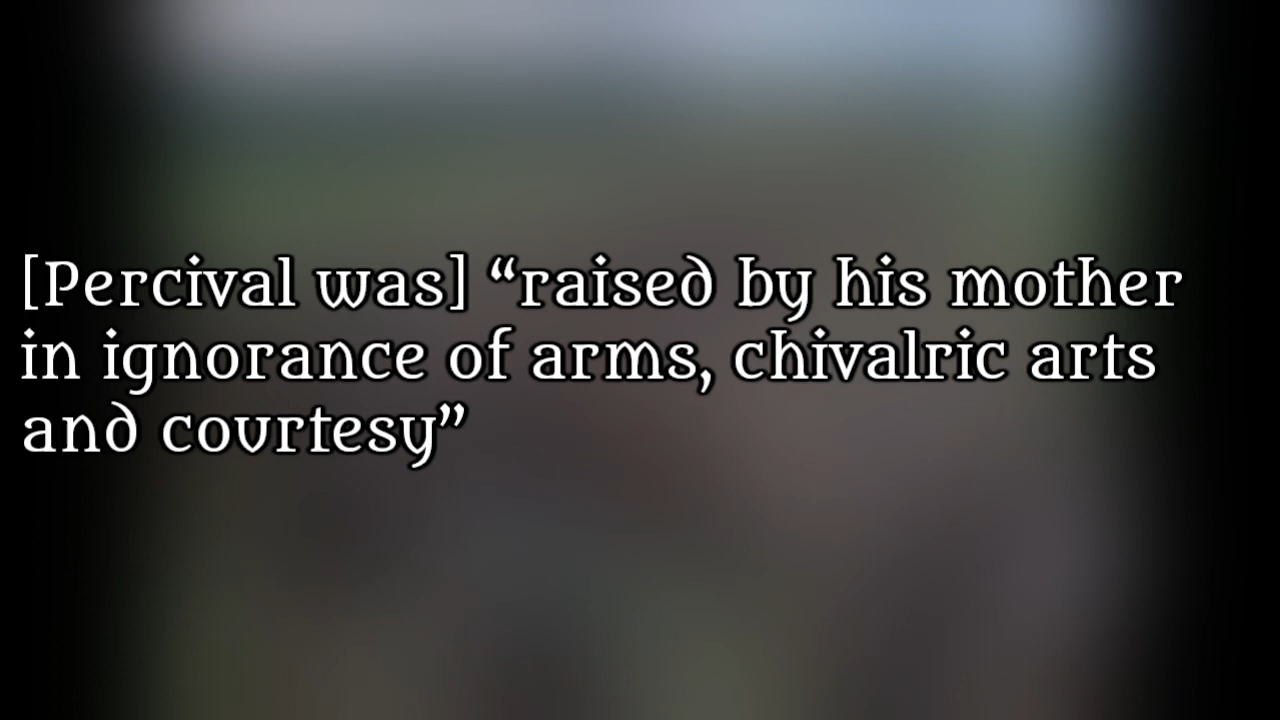 [Percival was] “raised by his mother
in ignorance of arms, chivalric arts
and courtesy”